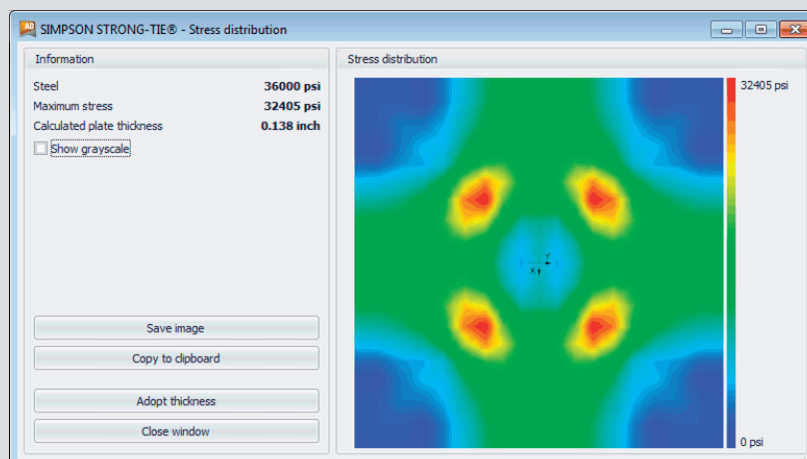 SIMPSON STRONG-TIE® - Stress distribution
Information
Steel 36000 psi
Maximum stress 32405 psi
Calculated plate thickness 0.138 inch
Show grayscale
Save image
Copy to clipboard
Adopt thickness
Close window
Stress distribution
32405 psi
Y
X
0 psi